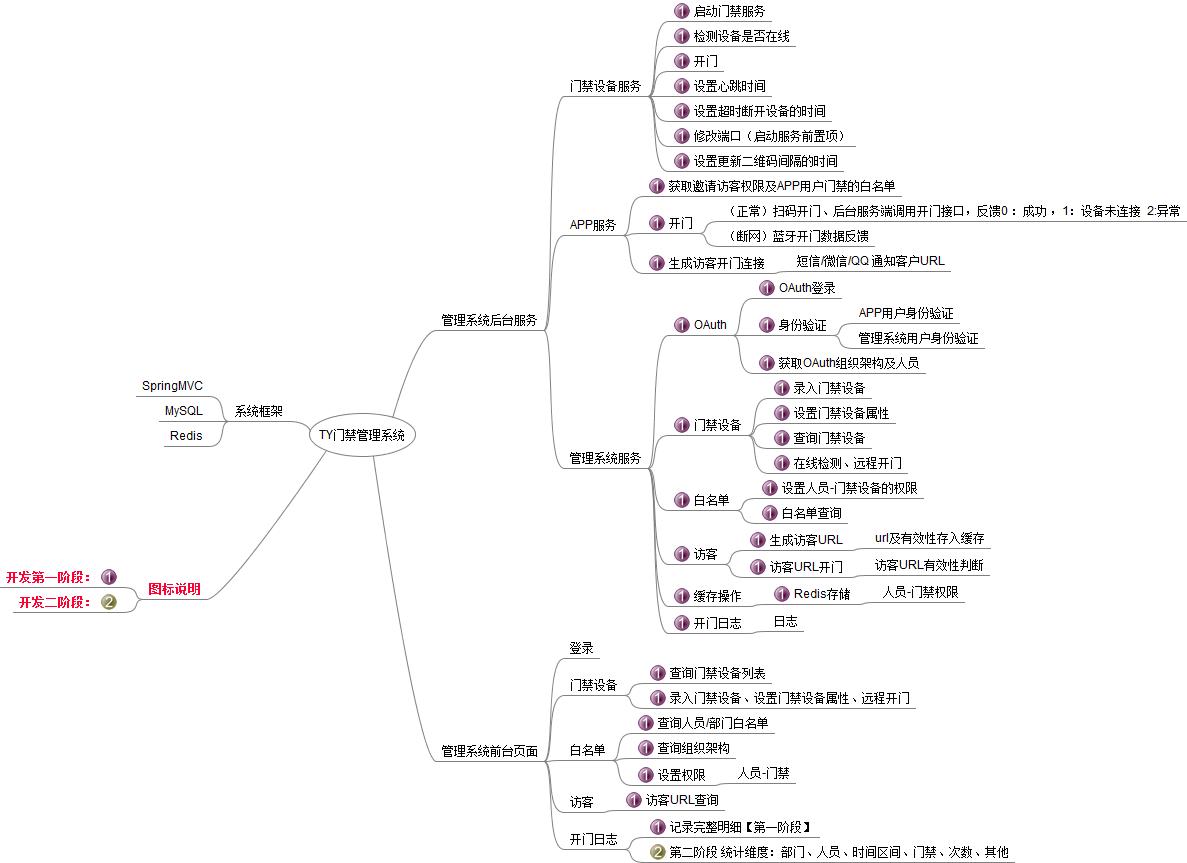 TY门禁管理系统
系统框架
SpringMVC
MySQL
Redis
图标说明
开发第一阶段： 1
开发二阶段： 2
管理系统后台服务
门禁设备服务
1 启动门禁服务
1 检测设备是否在线
1 开门
1 设置心跳时间
1 设置超时断开设备的时间
1 修改端口（启动服务前置项）
1 设置更新二维码间隔的时间
APP服务
1 获取邀请访客权限及APP用户门禁的白名单
1 开门
（正常）扫码开门、后台服务端调用开门接口，反馈0 ：成功 ，1：设备未连接 2:异常
（断网）蓝牙开门数据反馈
1 生成访客开门连接
短信/微信/QQ 通知客户URL
管理系统服务
1 OAuth
1 OAuth登录
1 身份验证
APP用户身份验证
管理系统用户身份验证
1 获取OAuth组织架构及人员
1 门禁设备
1 录入门禁设备
1 设置门禁设备属性
1 查询门禁设备
1 在线检测、远程开门
1 白名单
1 设置人员-门禁设备的权限
1 白名单查询
1 访客
1 生成访客URL
url及有效性存入缓存
1 访客URL开门
访客URL有效性判断
1 缓存操作
1 Redis存储
人员-门禁权限
1 开门日志
日志
管理系统前台页面
登录
门禁设备
1 查询门禁设备列表
1 录入门禁设备、设置门禁设备属性、远程开门
白名单
1 查询人员/部门白名单
1 查询组织架构
1 设置权限
人员-门禁
访客
1 访客URL查询
开门日志
1 记录完整明细【第一阶段】
2 第二阶段 统计维度：部门、人员、时间区间、门禁、次数、其他